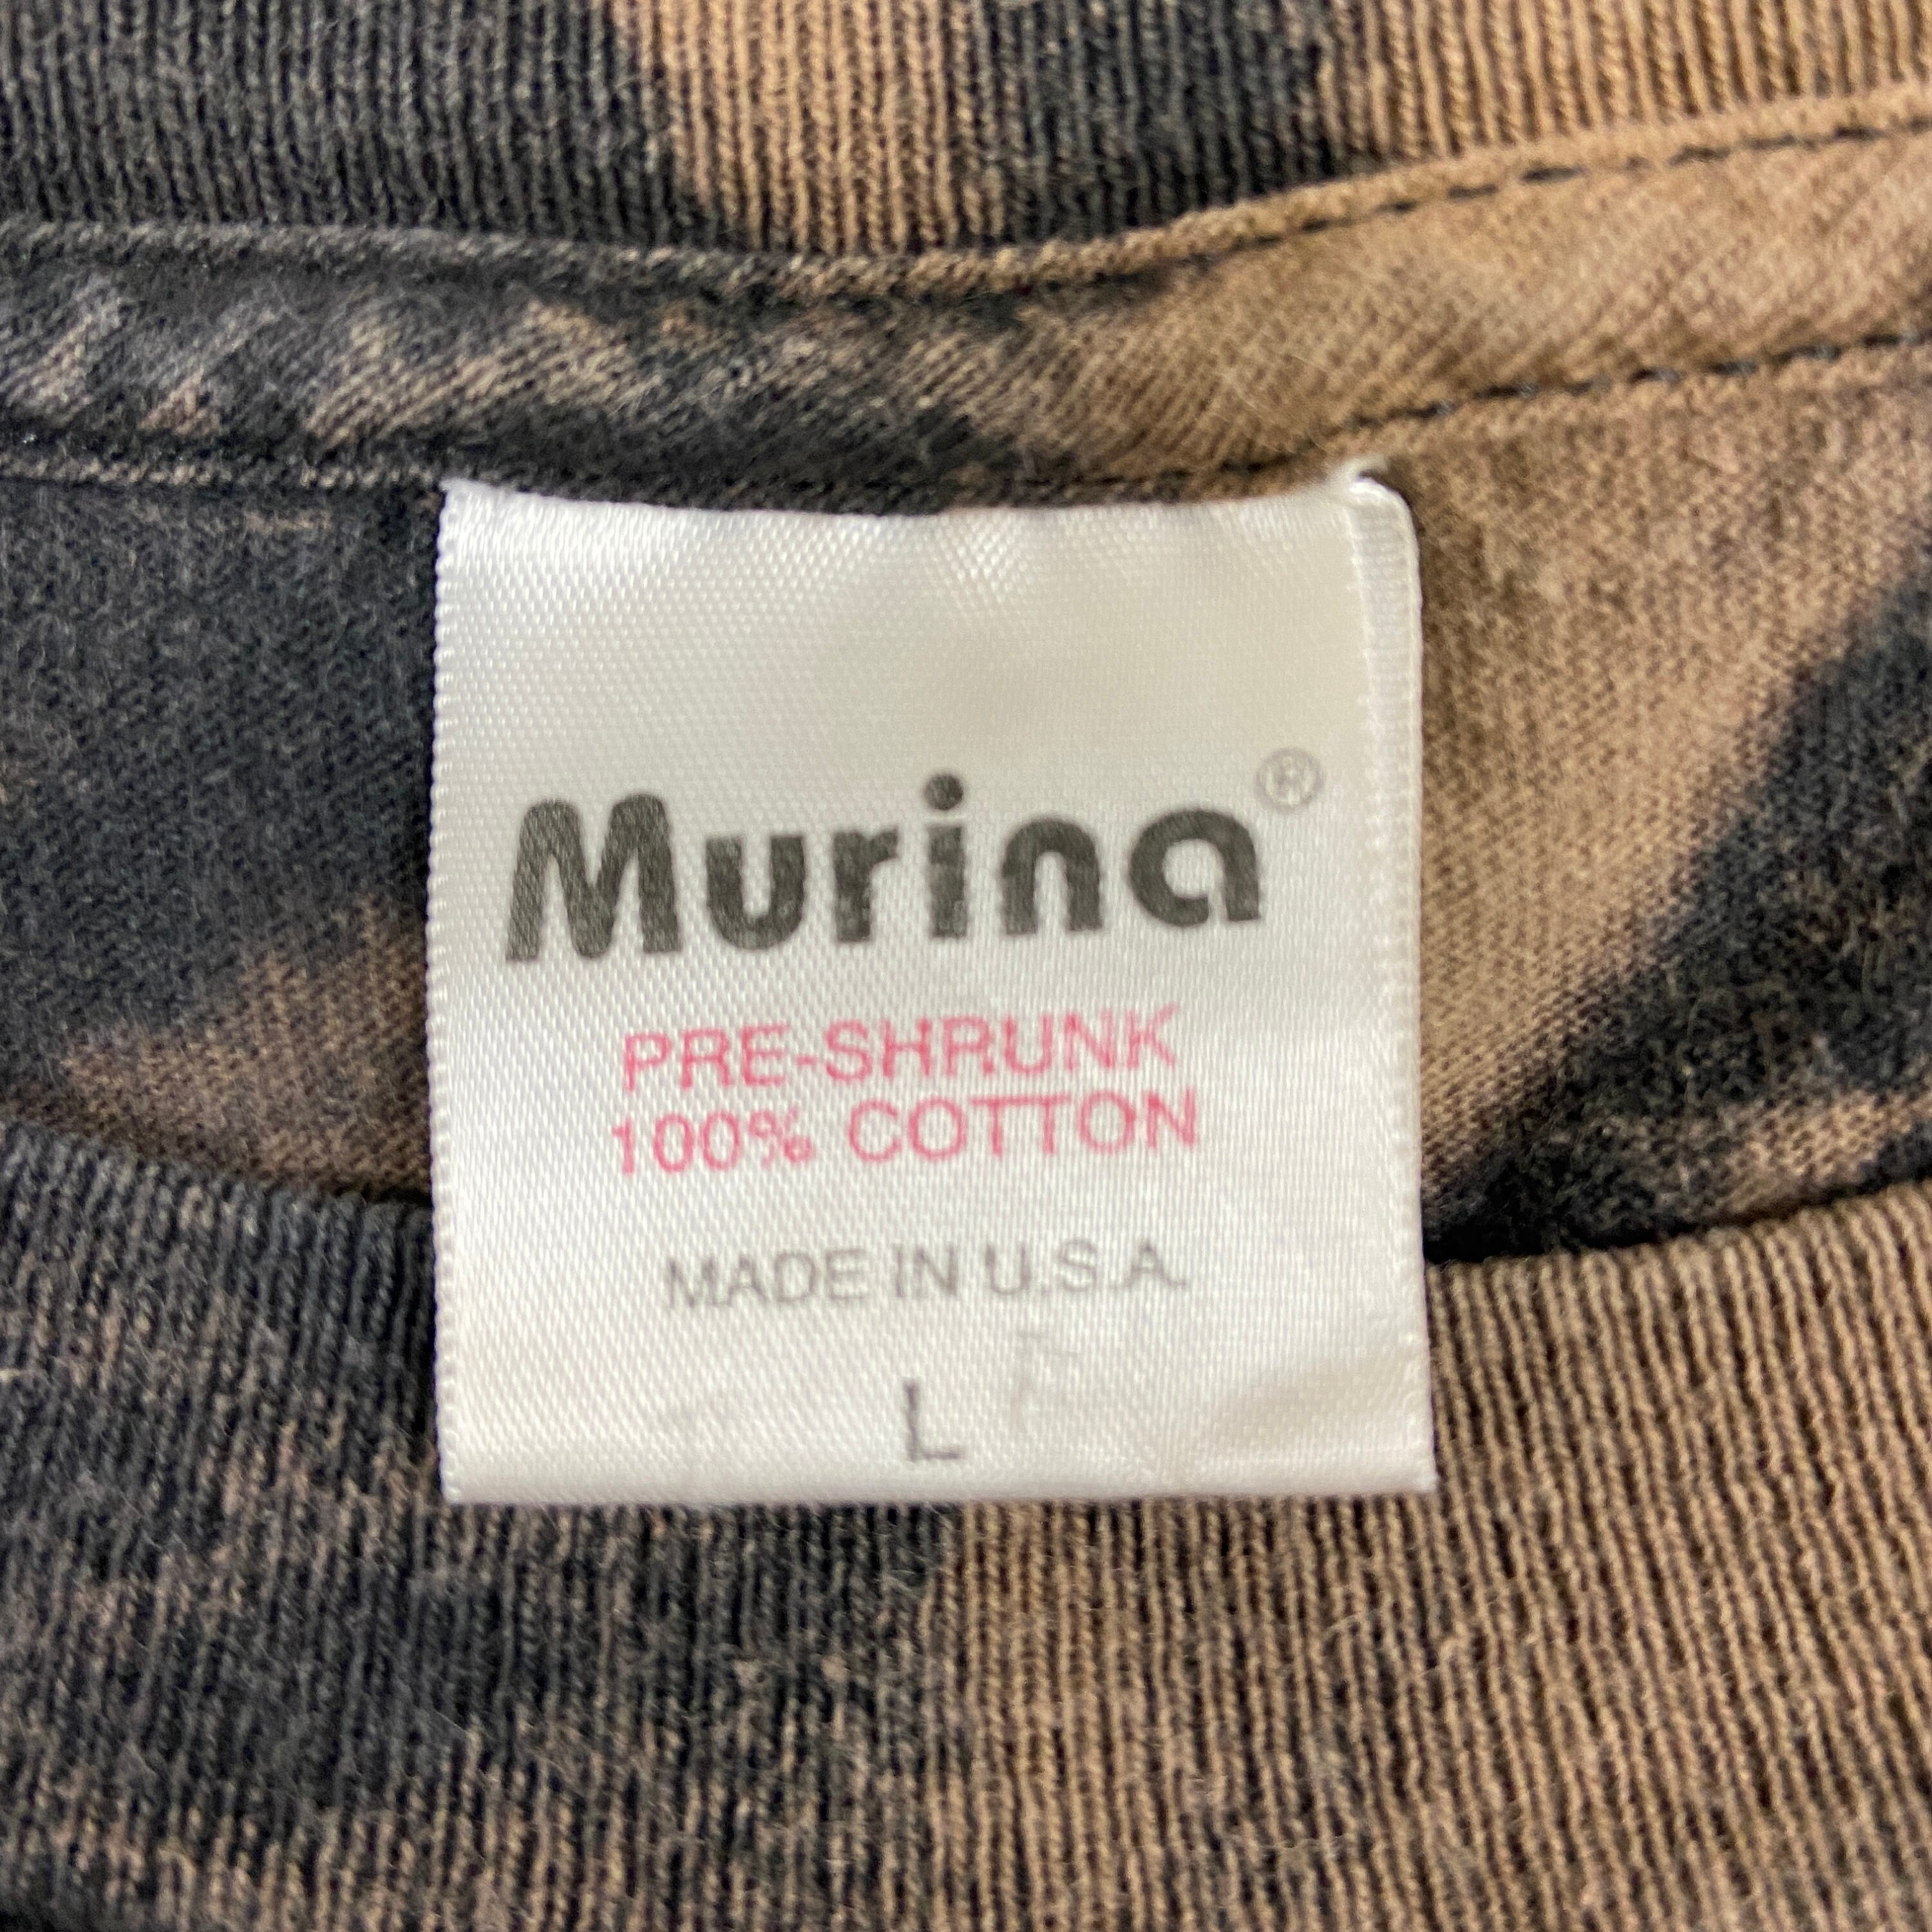 Murina®
PRE-SHRUNK
100% COTTON
MADE IN U.S.A.
L